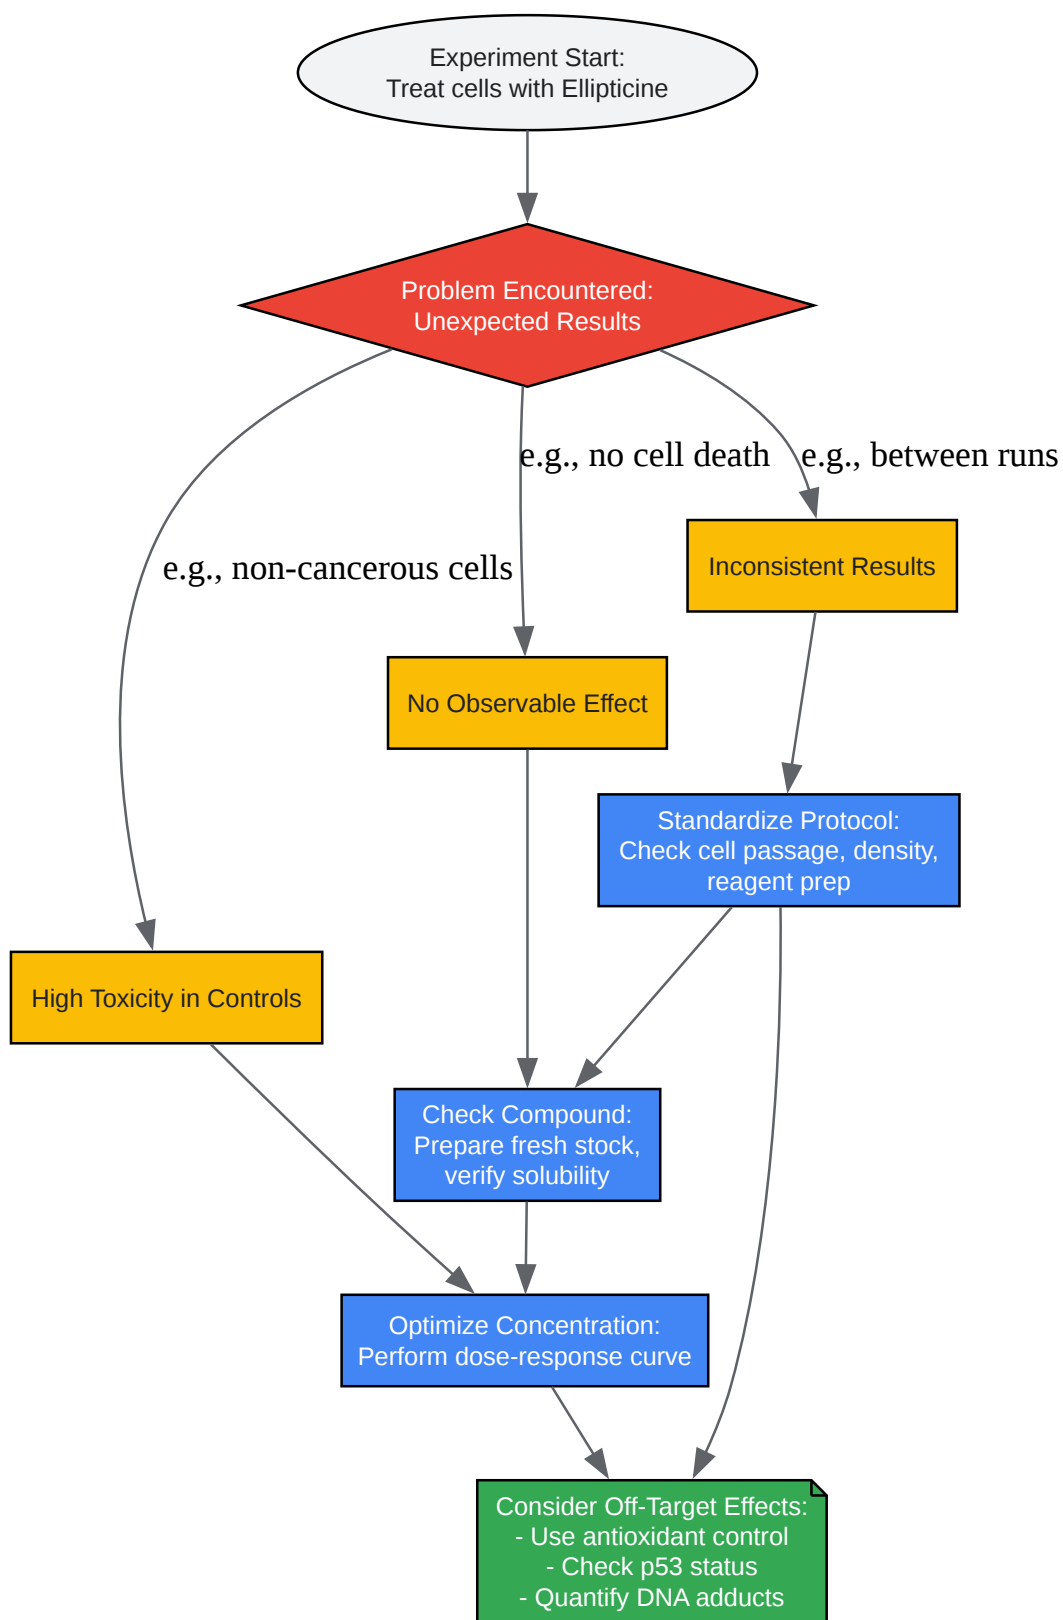 Experiment Start:
Treat cells with Ellipticine
Problem Encountered:
Unexpected Results
e.g., no cell death
e.g., between runs
e.g., non-cancerous cells
Inconsistent Results
No Observable Effect
Standardize Protocol:
Check cell passage, density,
reagent prep
High Toxicity in Controls
Check Compound:
Prepare fresh stock,
verify solubility
Optimize Concentration:
Perform dose-response curve
Consider Off-Target Effects:
- Use antioxidant control
- Check p53 status
- Quantify DNA adducts